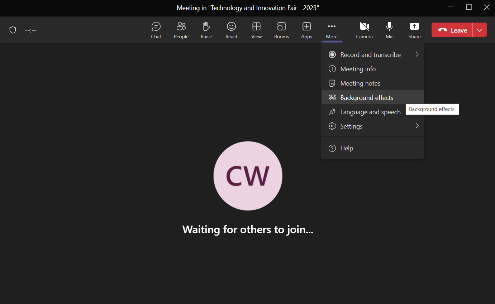 Meeting in "Technology and Innovation Fair - 2023"
--:--
Chat People Raise React View Rooms Apps More Camera Mic Share Leave
Record and transcribe
Meeting info
Meeting notes
Background effects
Background effects
Language and speech
Settings
Help
CW
Waiting for others to join...